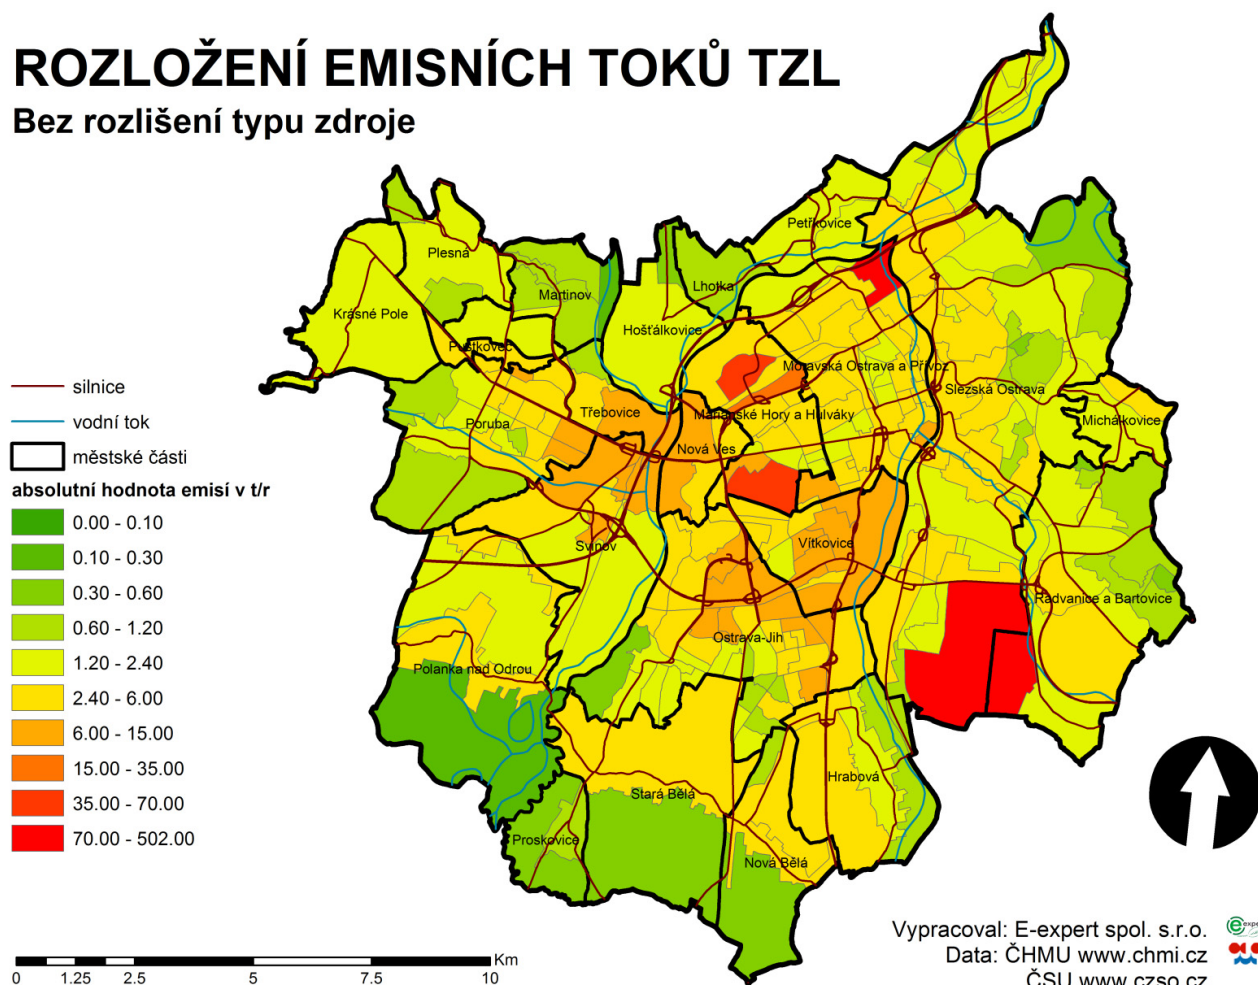 ROZLOŽENÍ EMISNÍCH TOKŮ TZL
Bez rozlišení typu zdroje
silnice
vodní tok
městské části
absolutní hodnota emisí v t/r
0.00 - 0.10
0.10 - 0.30
0.30 - 0.60
0.60 - 1.20
1.20 - 2.40
2.40 - 6.00
6.00 - 15.00
15.00 - 35.00
35.00 - 70.00
70.00 - 502.00
Petřkovice
Plesná
Lhotka
Martinov
Krásné Pole
Hošťálkovice
Pustkovec
Moravská Ostrava a Přívoz
Slezská Ostrava
Třebovice
Mariánské Hory a Hulváky
Michálkovice
Poruba
Nová Ves
Svinov
Vítkovice
Radvanice a Bartovice
Ostrava-Jih
Polanka nad Odrou
Hrabová
Stará Bělá
Proskovice
Nová Bělá
Km
0 1.25 2.5 5 7.5 10
Vypracoval: E-expert spol. s.r.o.
Data: ČHMU www.chmi.cz
ČSU www.czso.cz